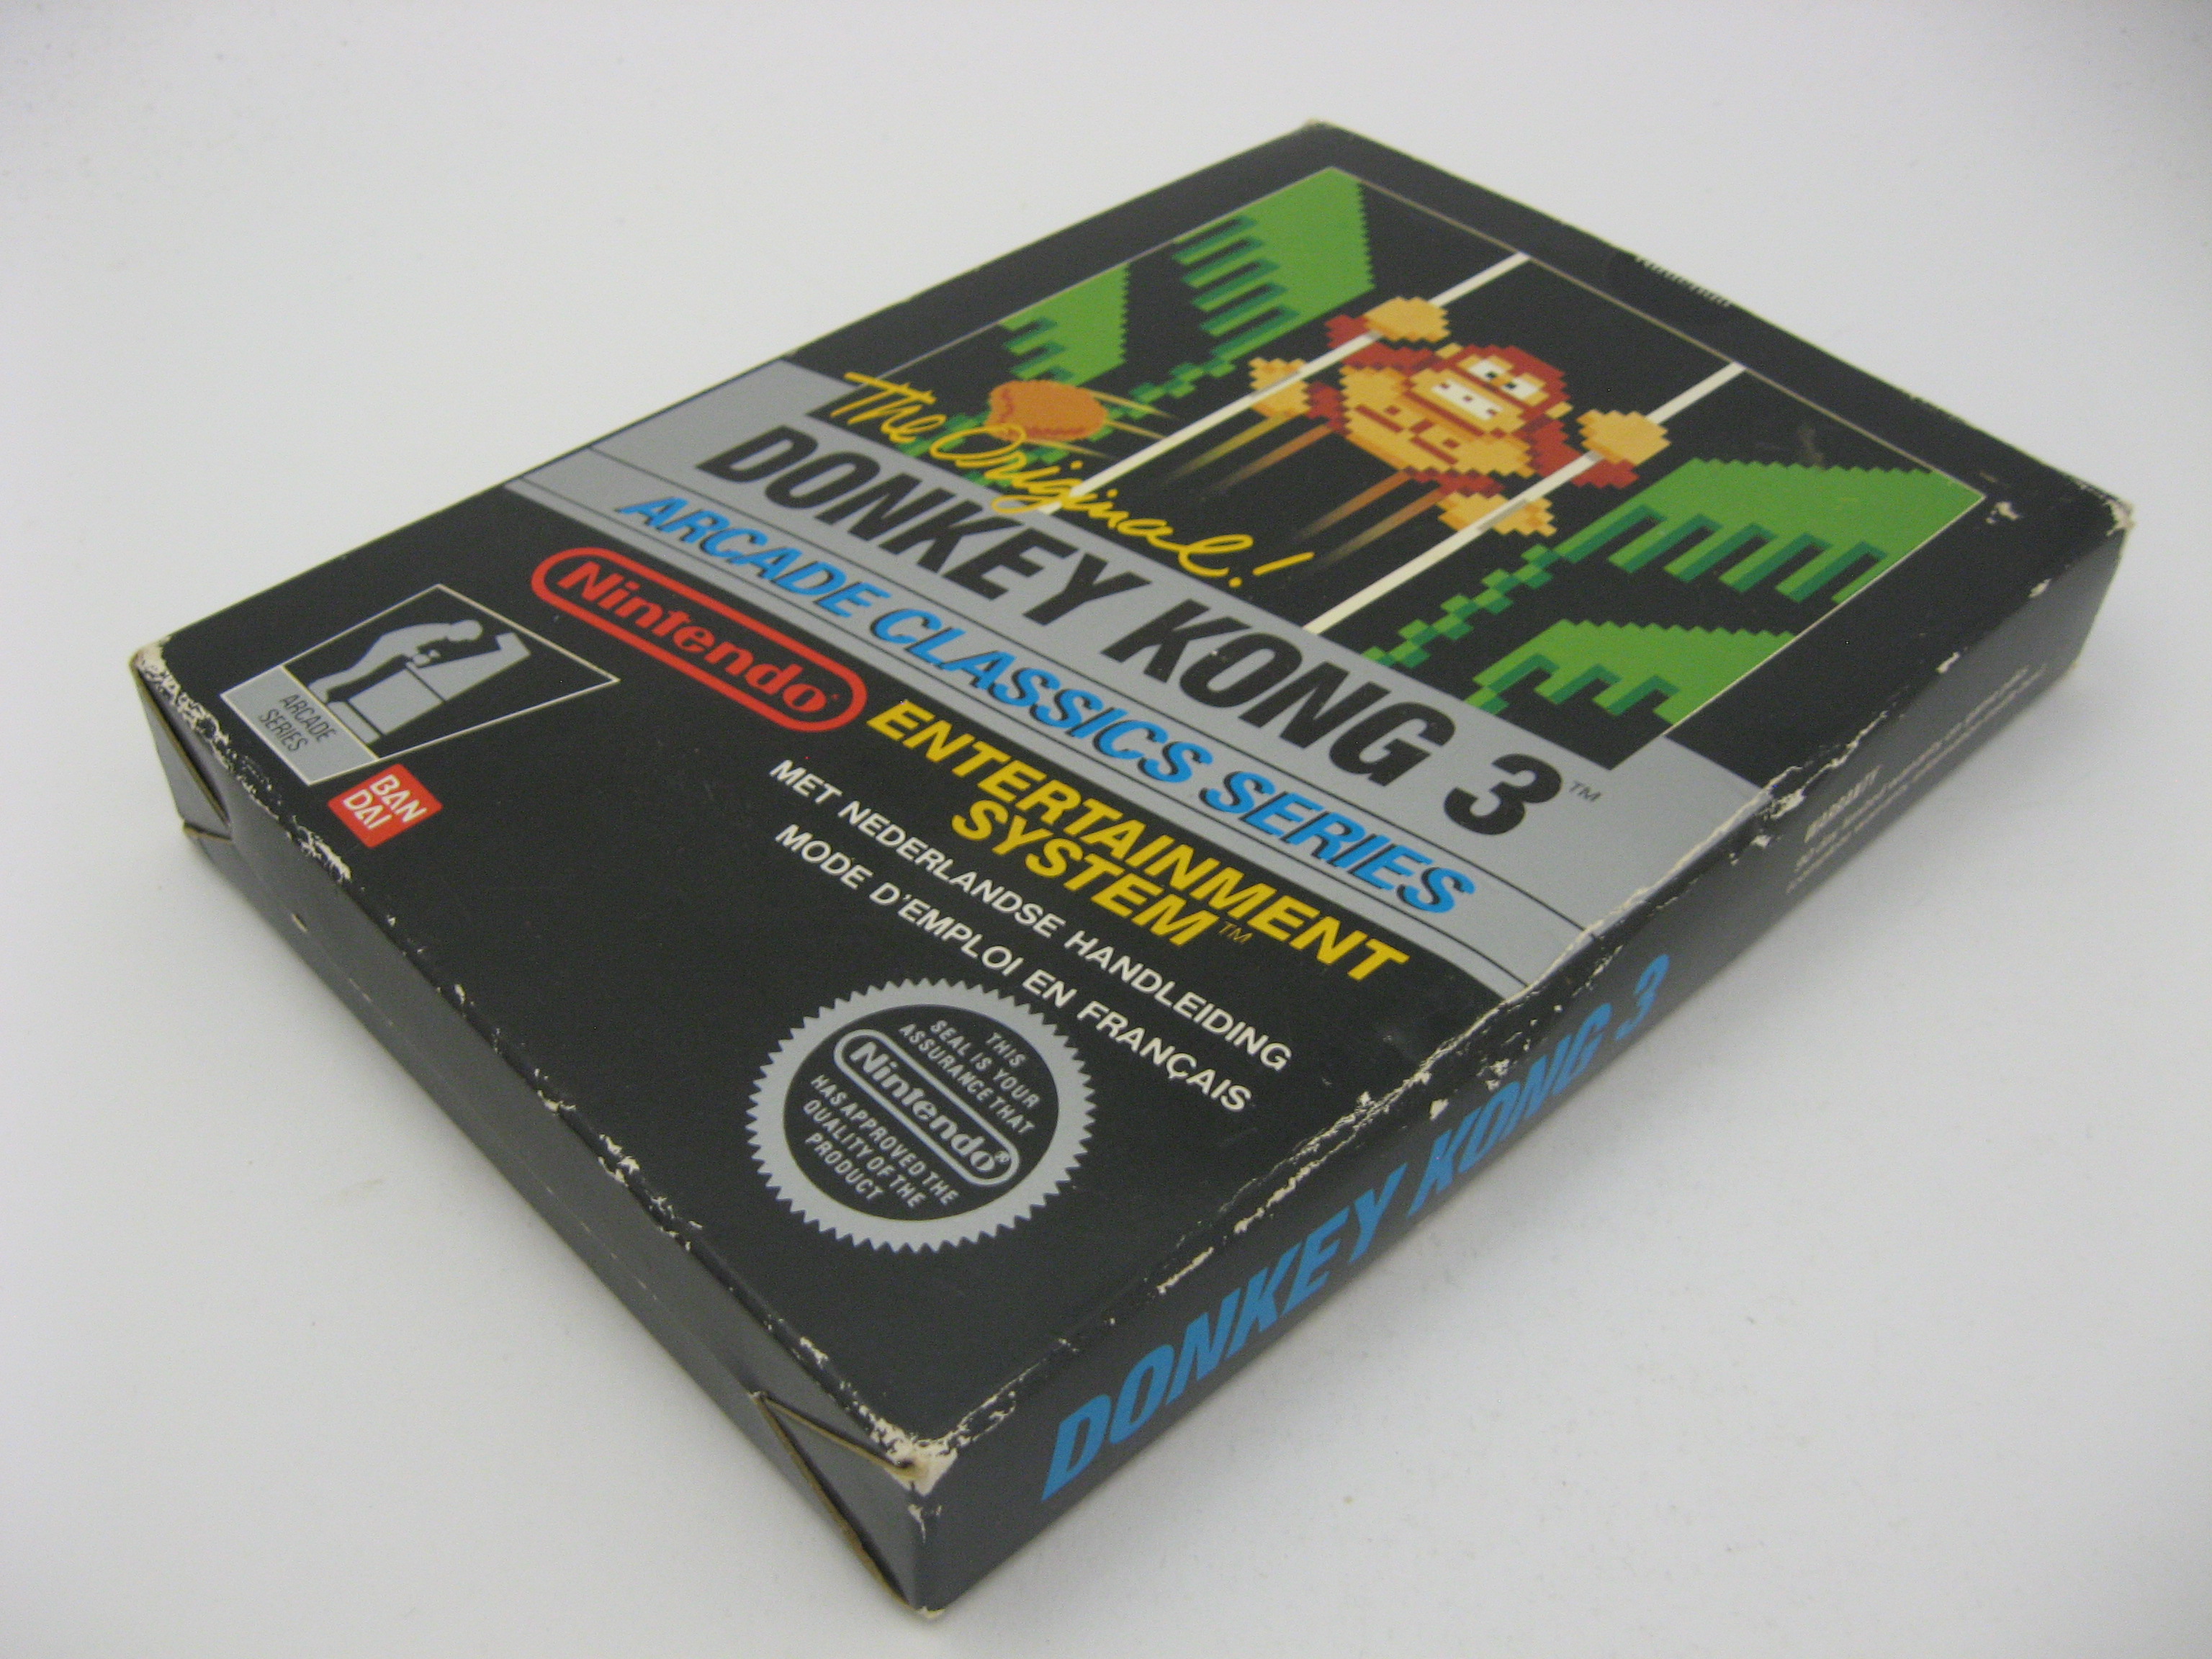 The Original!
DONKEY KONG 3™
ARCADE CLASSICS SERIES
Nintendo®
ENTERTAINMENT
SYSTEM™
MET NEDERLANDSE HANDLEIDING
MODE D'EMPLOI EN FRANÇAIS
ARCADE
SERIES
BAN
DAI
THIS
SEAL IS YOUR
ASSURANCE THAT
Nintendo®
HAS APPROVED THE
QUALITY OF THE
PRODUCT
DONKEY KONG 3
WARRANTY